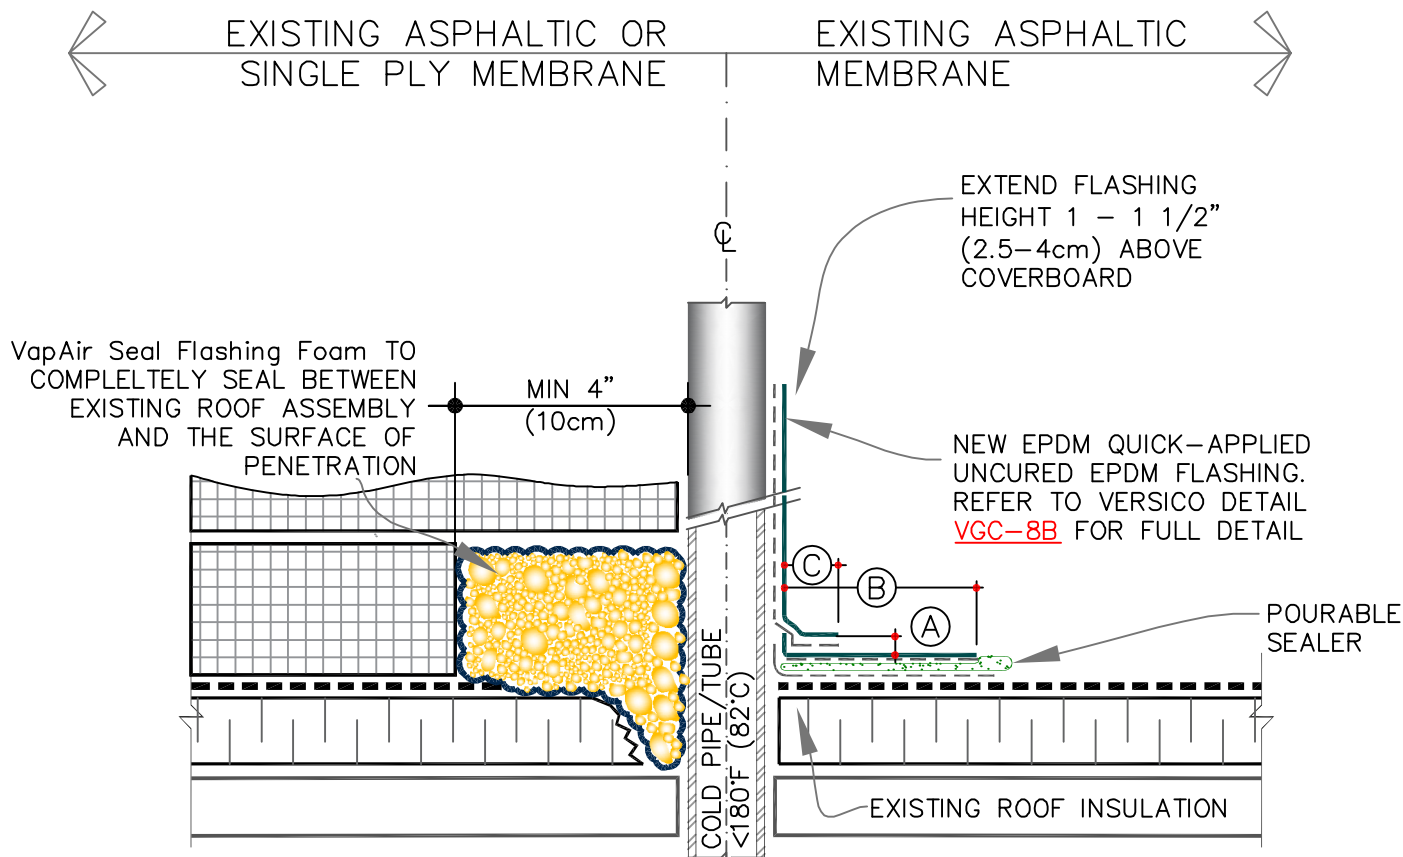 EXISTING ASPHALTIC OR
SINGLE PLY MEMBRANE
EXISTING ASPHALTIC
MEMBRANE
EXTEND FLASHING
HEIGHT 1 – 1 1/2”
(2.5–4cm) ABOVE
COVERBOARD
℄
VapAir Seal Flashing Foam TO
COMPLELTELY SEAL BETWEEN
EXISTING ROOF ASSEMBLY
AND THE SURFACE OF
PENETRATION
MIN 4”
(10cm)
NEW EPDM QUICK–APPLIED
UNCURED EPDM FLASHING.
REFER TO VERSICO DETAIL
VGC–8B FOR FULL DETAIL
C
B
A
POURABLE
SEALER
COLD PIPE/TUBE
<180°F (82°C)
EXISTING ROOF INSULATION